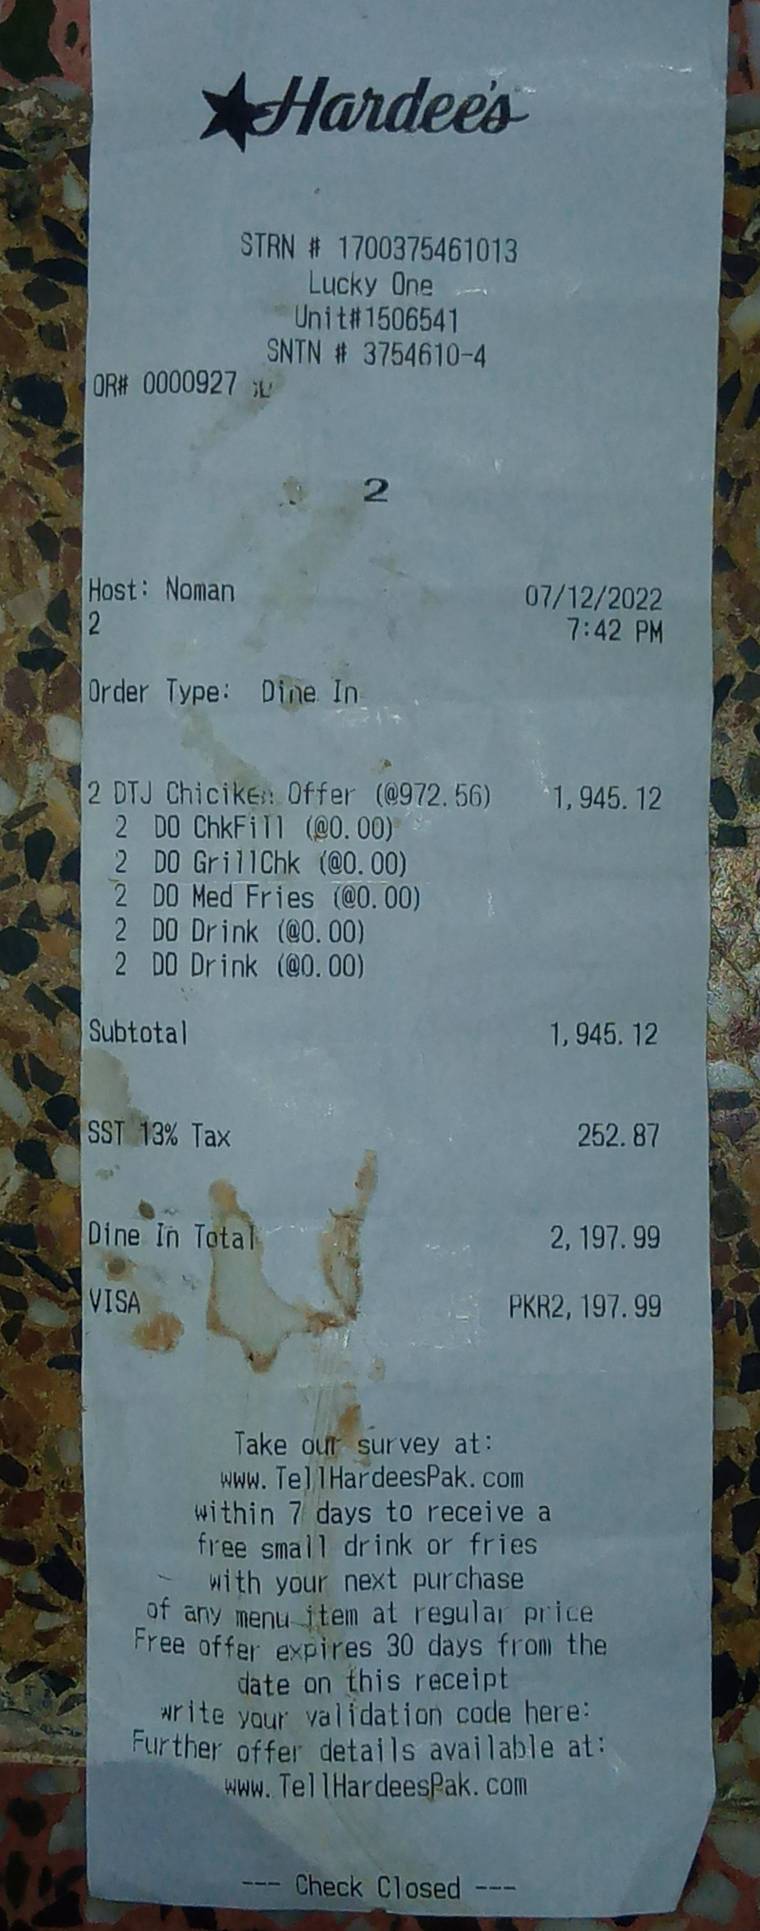 Hardee's
STRN # 1700375461013
Lucky One
Unit#1506541
SNTN # 3754610-4
OR# 0000927
2
Host: Noman 07/12/2022
2 7:42 PM
Order Type: Dine In
2 DTJ Chiciken Offer (@972.56) 1,945.12
2 DO ChkFill (@0.00)
2 DO GrillChk (@0.00)
2 DO Med Fries (@0.00)
2 DO Drink (@0.00)
2 DO Drink (@0.00)
Subtotal 1,945.12
SST 13% Tax 252.87
Dine In Total 2,197.99
VISA PKR2,197.99
Take our survey at:
www.TellHardeesPak.com
within 7 days to receive a
free small drink or fries
with your next purchase
of any menu item at regular price
Free offer expires 30 days from the
date on this receipt
write your validation code here:
Further offer details available at:
www.TellHardeesPak.com
--- Check Closed ---